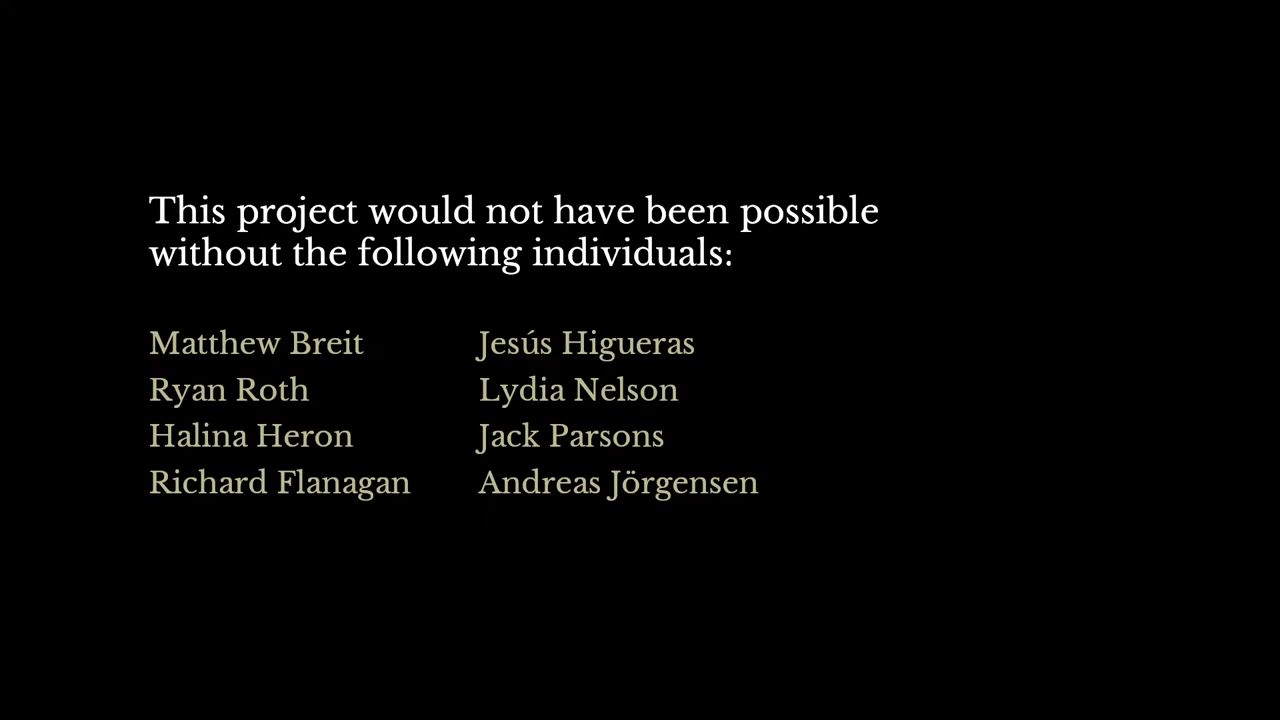 This project would not have been possible
without the following individuals:
Matthew Breit
Ryan Roth
Halina Heron
Richard Flanagan
Jesús Higueras
Lydia Nelson
Jack Parsons
Andreas Jörgensen